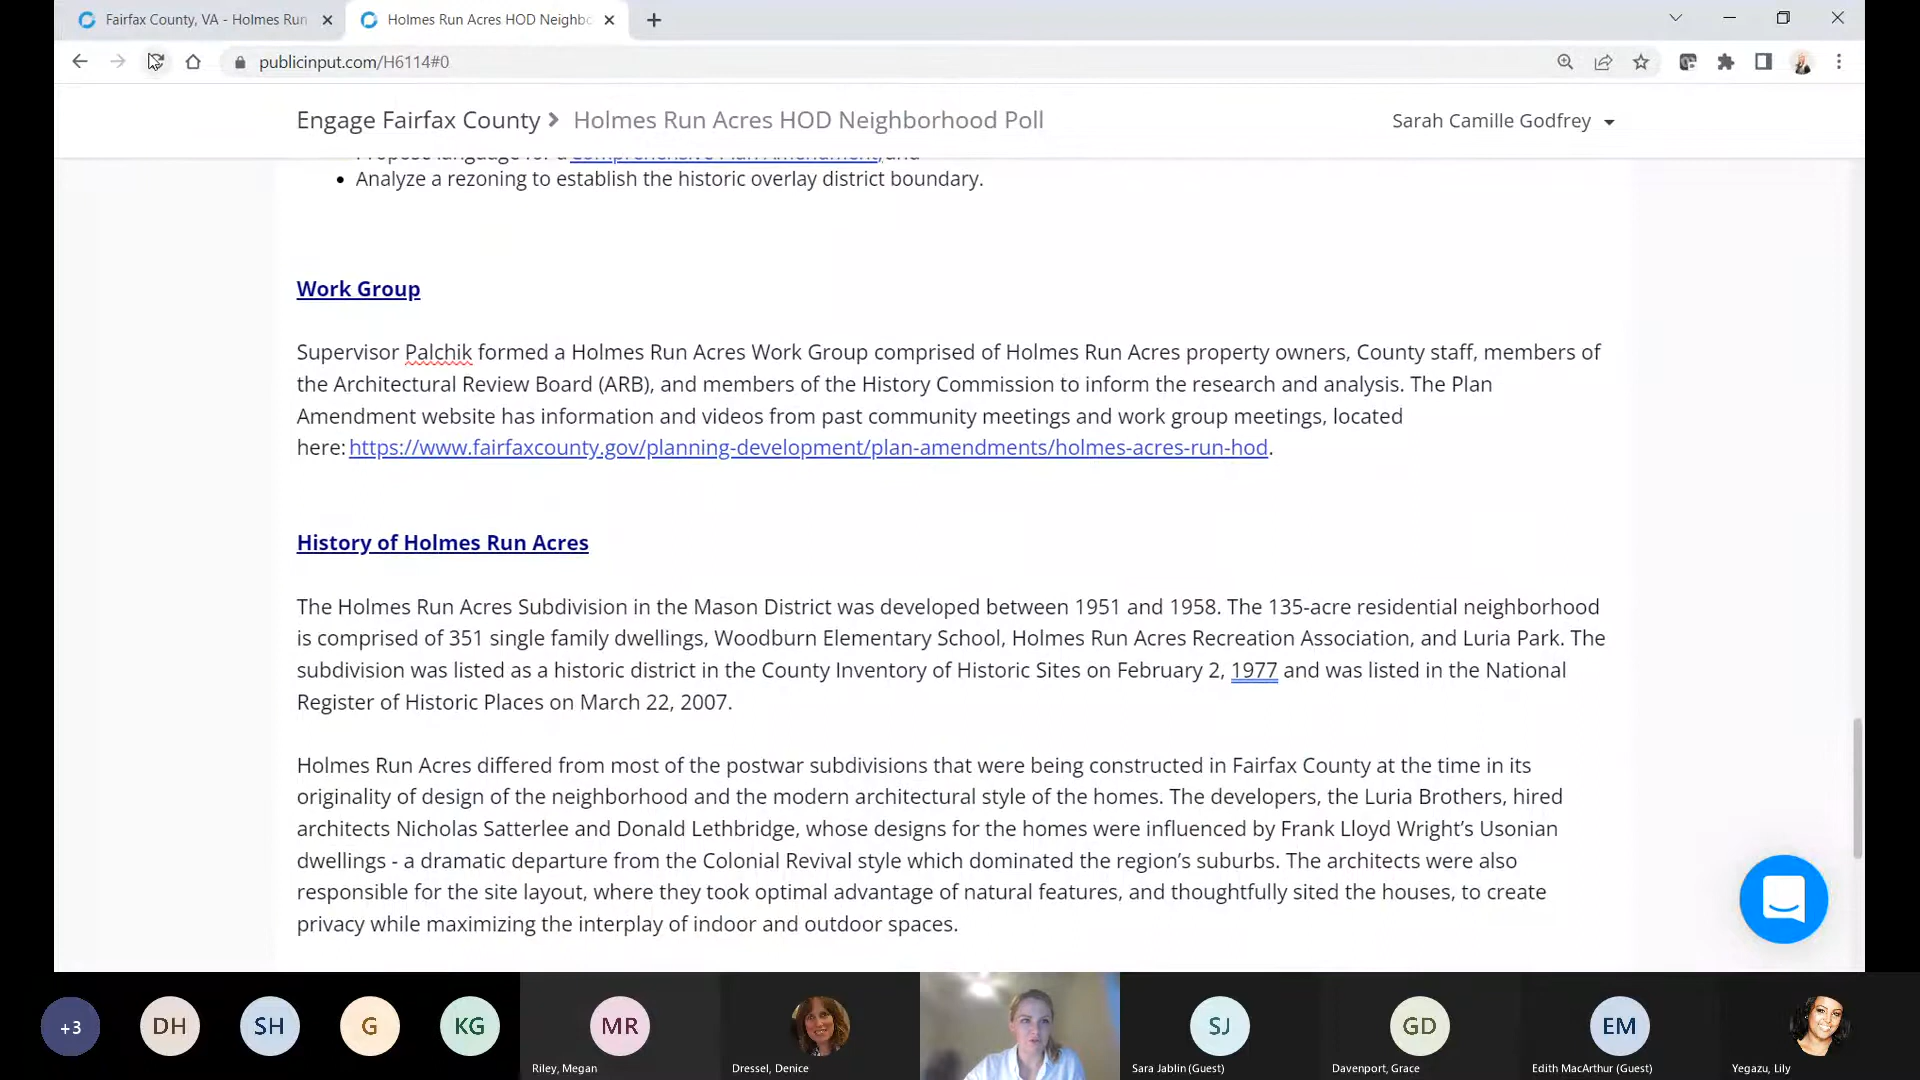 Fairfax County, VA - Holmes Run
Holmes Run Acres HOD Neighbo
publicinput.com/H6114#0
Engage Fairfax County
Holmes Run Acres HOD Neighborhood Poll
Sarah Camille Godfrey
Propose language for a Comprehensive Plan Amendment, and
• Analyze a rezoning to establish the historic overlay district boundary.
Work Group
Supervisor Palchik formed a Holmes Run Acres Work Group comprised of Holmes Run Acres property owners, County staff, members of
the Architectural Review Board (ARB), and members of the History Commission to inform the research and analysis. The Plan
Amendment website has information and videos from past community meetings and work group meetings, located
here: https://www.fairfaxcounty.gov/planning-development/plan-amendments/holmes-acres-run-hod.
History of Holmes Run Acres
The Holmes Run Acres Subdivision in the Mason District was developed between 1951 and 1958. The 135-acre residential neighborhood
is comprised of 351 single family dwellings, Woodburn Elementary School, Holmes Run Acres Recreation Association, and Luria Park. The
subdivision was listed as a historic district in the County Inventory of Historic Sites on February 2, 1977 and was listed in the National
Register of Historic Places on March 22, 2007.
Holmes Run Acres differed from most of the postwar subdivisions that were being constructed in Fairfax County at the time in its
originality of design of the neighborhood and the modern architectural style of the homes. The developers, the Luria Brothers, hired
architects Nicholas Satterlee and Donald Lethbridge, whose designs for the homes were influenced by Frank Lloyd Wright's Usonian
dwellings - a dramatic departure from the Colonial Revival style which dominated the region's suburbs. The architects were also
responsible for the site layout, where they took optimal advantage of natural features, and thoughtfully sited the houses, to create
privacy while maximizing the interplay of indoor and outdoor spaces.
+3
DH
SH
G
KG
MR
SJ
GD
EM
Riley, Megan
Dressel, Denice
Sara Jablin (Guest)
Davenport, Grace
Edith MacArthur (Guest)
Yegazu, Lily